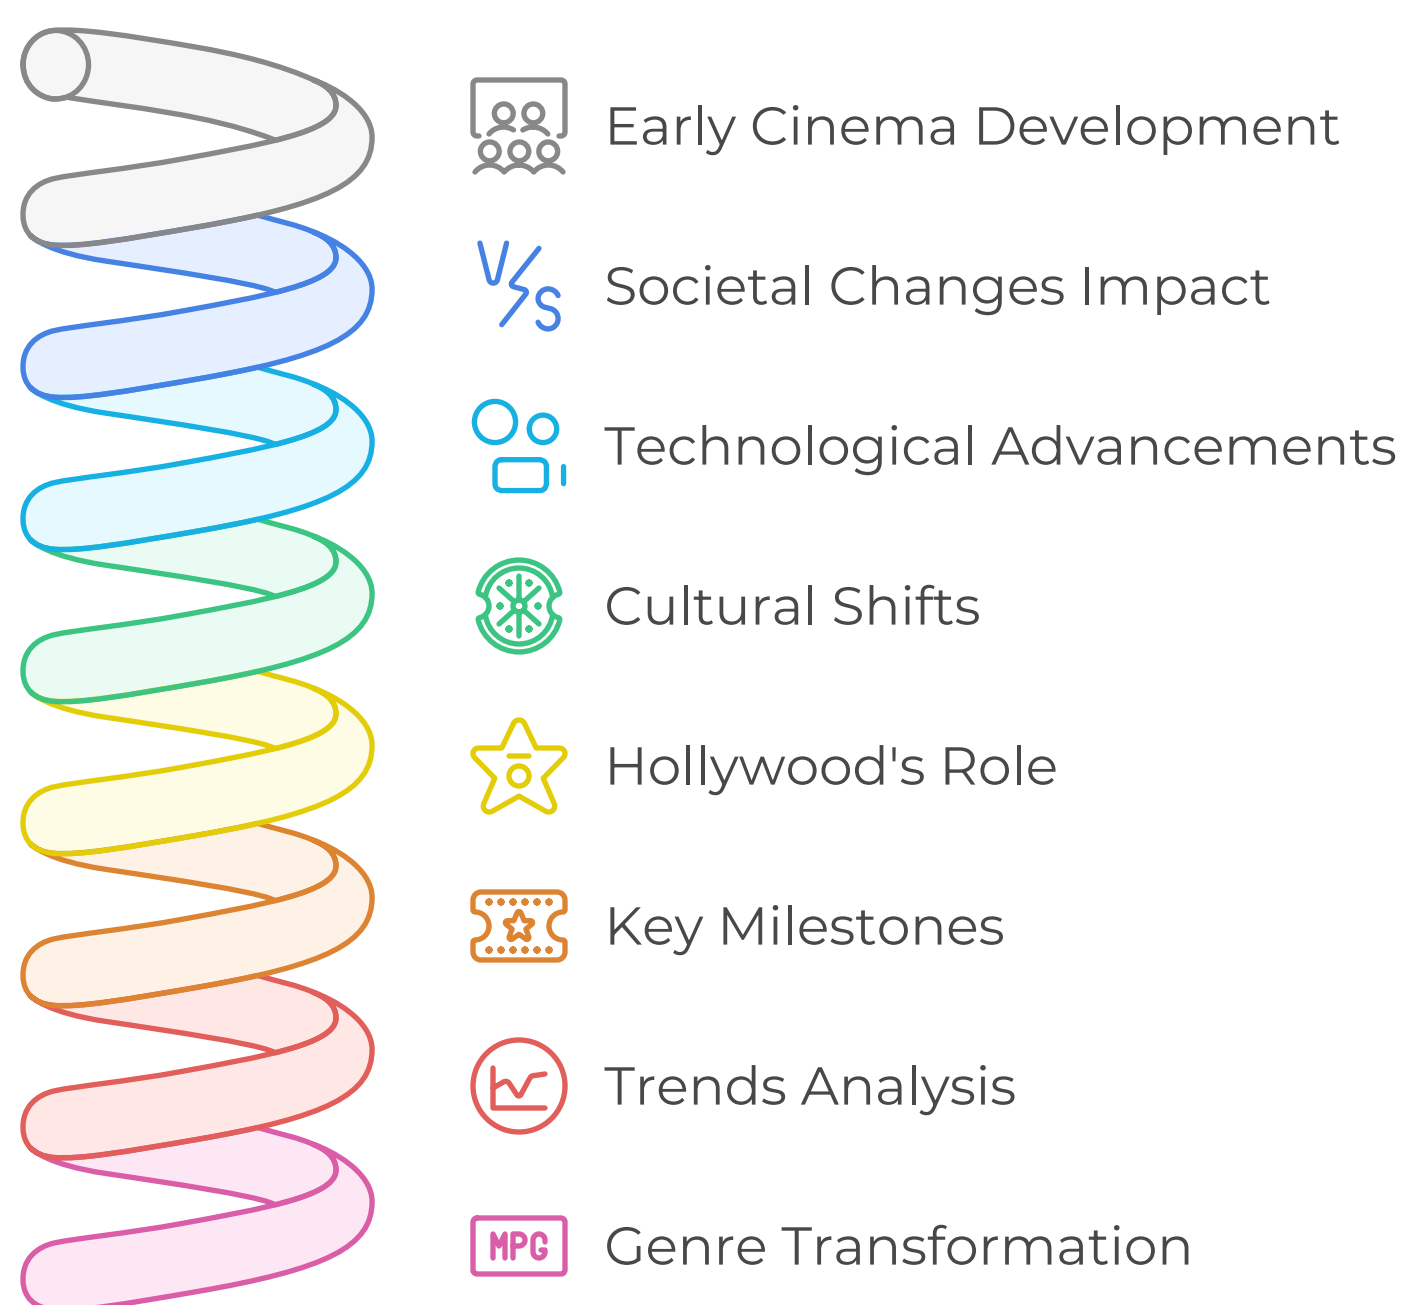 Early Cinema Development
V/S
Societal Changes Impact
Technological Advancements
Cultural Shifts
Hollywood's Role
Key Milestones
Trends Analysis
MPG
Genre Transformation